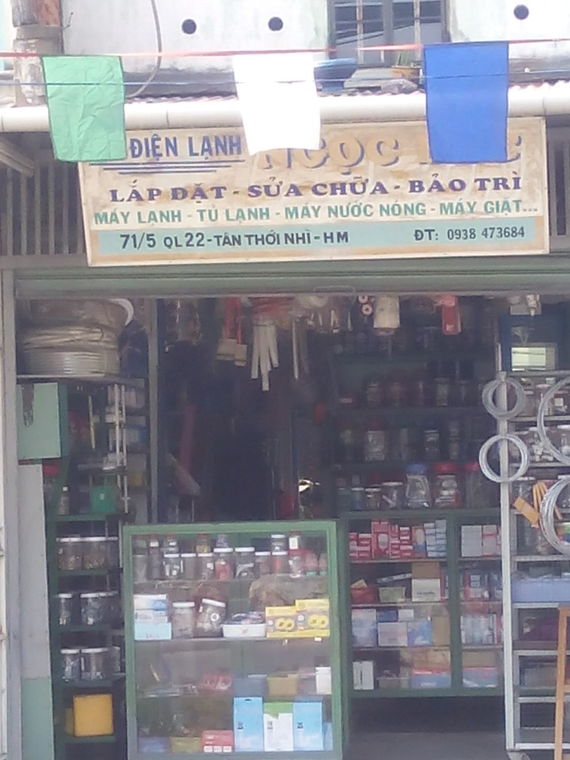 ĐIỆN LẠNH NGỌC
LẮP ĐẶT - SỬA CHỮA - BẢO TRÌ
MÁY LẠNH - TỦ LẠNH - MÁY NƯỚC NÓNG - MÁY GIẶT...
71/5 QL22-TÂN THỚI NHÌ-HM ĐT: 0938 473684